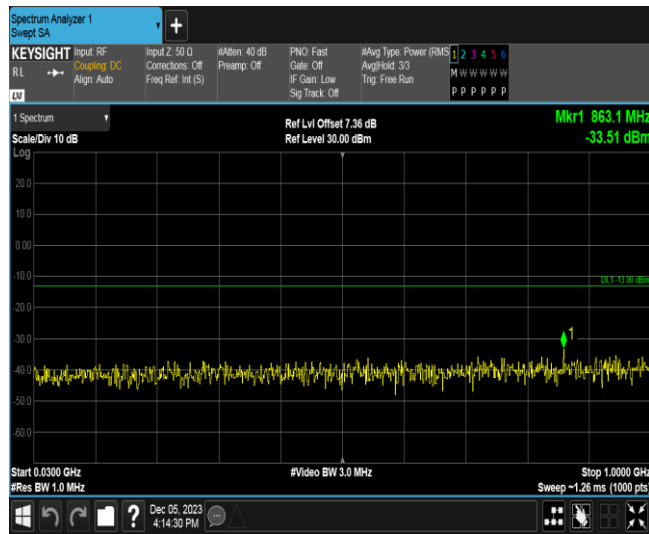 Spectrum Analyzer 1
Swept SA
+
KEYSIGHT
RL
LXI
Input: RF
Coupling: DC
Align: Auto
Input Z: 50 Ω
Corrections: Off
Freq Ref: Int (S)
#Atten: 40 dB
Preamp: Off
PNO: Fast
Gate: Off
IF Gain: Low
Sig Track: Off
#Avg Type: Power (RMS
Avg|Hold: 3/3
Trig: Free Run
1 2 3 4 5 6
M W W W W W
P P P P P P
1 Spectrum
Scale/Div 10 dB
Log
Ref Lvl Offset 7.36 dB
Ref Level 30.00 dBm
Mkr1 863.1 MHz
-33.51 dBm
20.0
10.0
0.00
-10.0
DL1 -13.00 dBm
-20.0
-30.0
1
-40.0
-50.0
-60.0
Start 0.0300 GHz
#Res BW 1.0 MHz
#Video BW 3.0 MHz
Stop 1.0000 GHz
Sweep ~1.26 ms (1000 pts)
?
Dec 05, 2023
4:14:30 PM